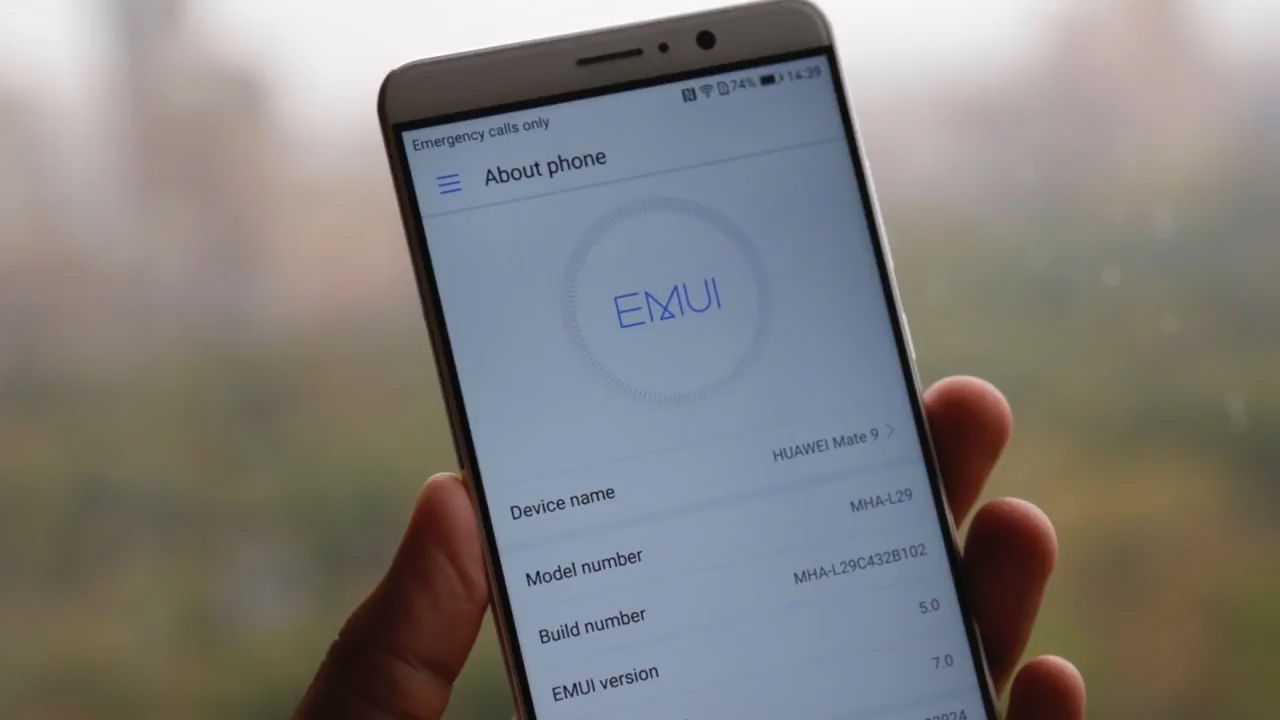 74% 14:39
Emergency calls only
About phone
EMUI
Device name HUAWEI Mate 9
Model number MHA-L29
Build number MHA-L29C432B102
EMUI version 5.0
7.0